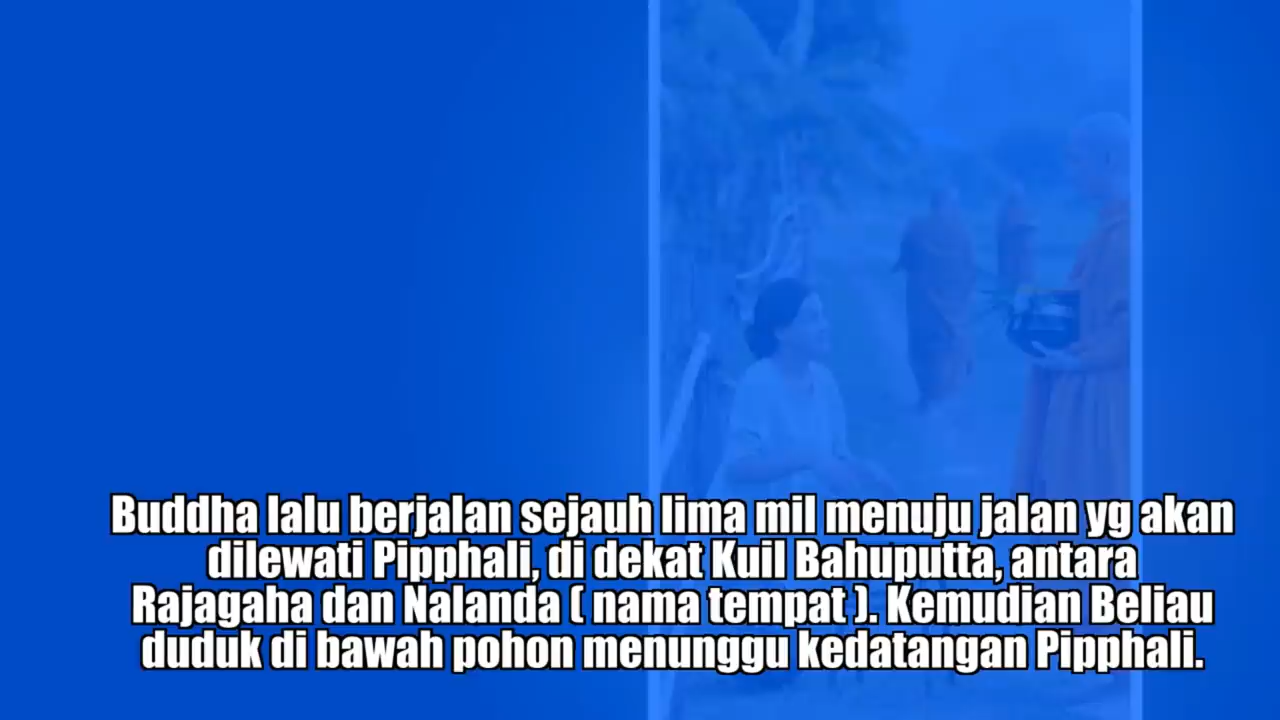 Buddha lalu berjalan sejauh lima mil menuju jalan yg akan
dilewati Pipphali, di dekat Kuil Bahuputta, antara
Rajagaha dan Nalanda ( nama tempat ). Kemudian Beliau
duduk di bawah pohon menunggu kedatangan Pipphali.